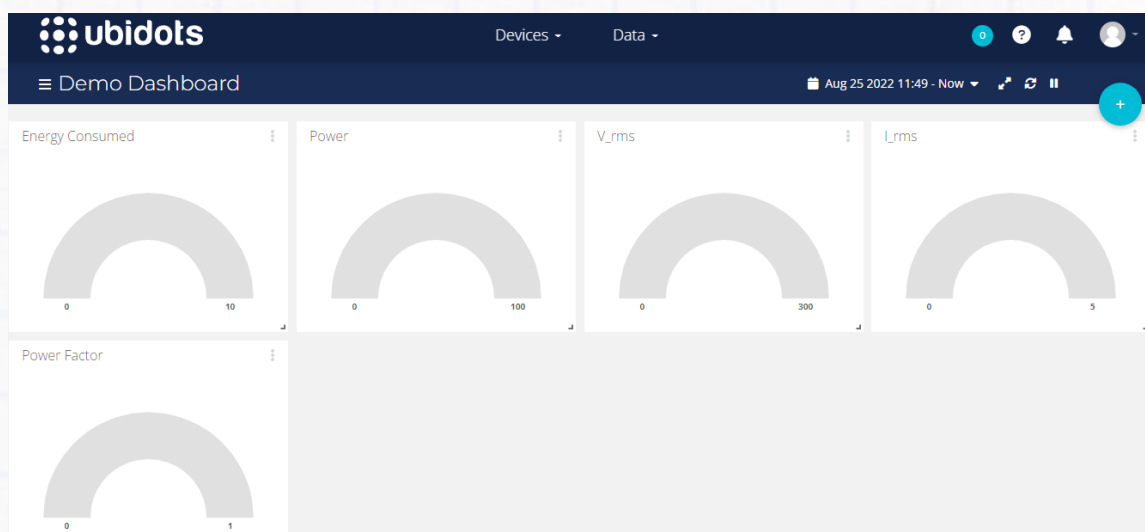 ubidots
Devices
Data
0
?
Demo Dashboard
Aug 25 2022 11:49 - Now
+
Energy Consumed
Power
V_rms
I_rms
0 10
0 100
0 300
0 5
Power Factor
0 1